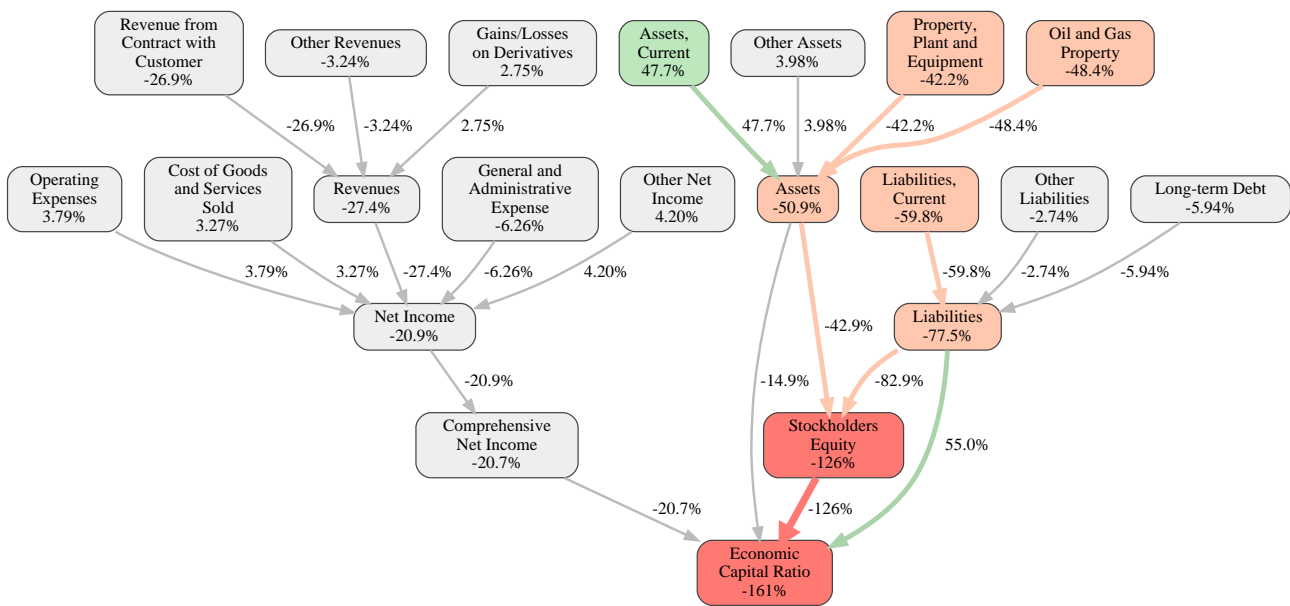 Revenue from
Contract with
Customer
-26.9%
Other Revenues
-3.24%
Gains/Losses
on Derivatives
2.75%
Assets,
Current
47.7%
Other Assets
3.98%
Property,
Plant and
Equipment
-42.2%
Oil and Gas
Property
-48.4%
-26.9%
-3.24%
2.75%
47.7%
3.98%
-42.2%
-48.4%
Operating
Expenses
3.79%
Cost of Goods
and Services
Sold
3.27%
Revenues
-27.4%
General and
Administrative
Expense
-6.26%
Other Net
Income
4.20%
Assets
-50.9%
Liabilities,
Current
-59.8%
Other
Liabilities
-2.74%
Long-term Debt
-5.94%
3.79%
3.27%
-27.4%
-6.26%
4.20%
-59.8%
-2.74%
-5.94%
Net Income
-20.9%
-42.9%
Liabilities
-77.5%
-20.9%
-14.9%
-82.9%
Comprehensive
Net Income
-20.7%
Stockholders
Equity
-126%
55.0%
-20.7%
-126%
Economic
Capital Ratio
-161%